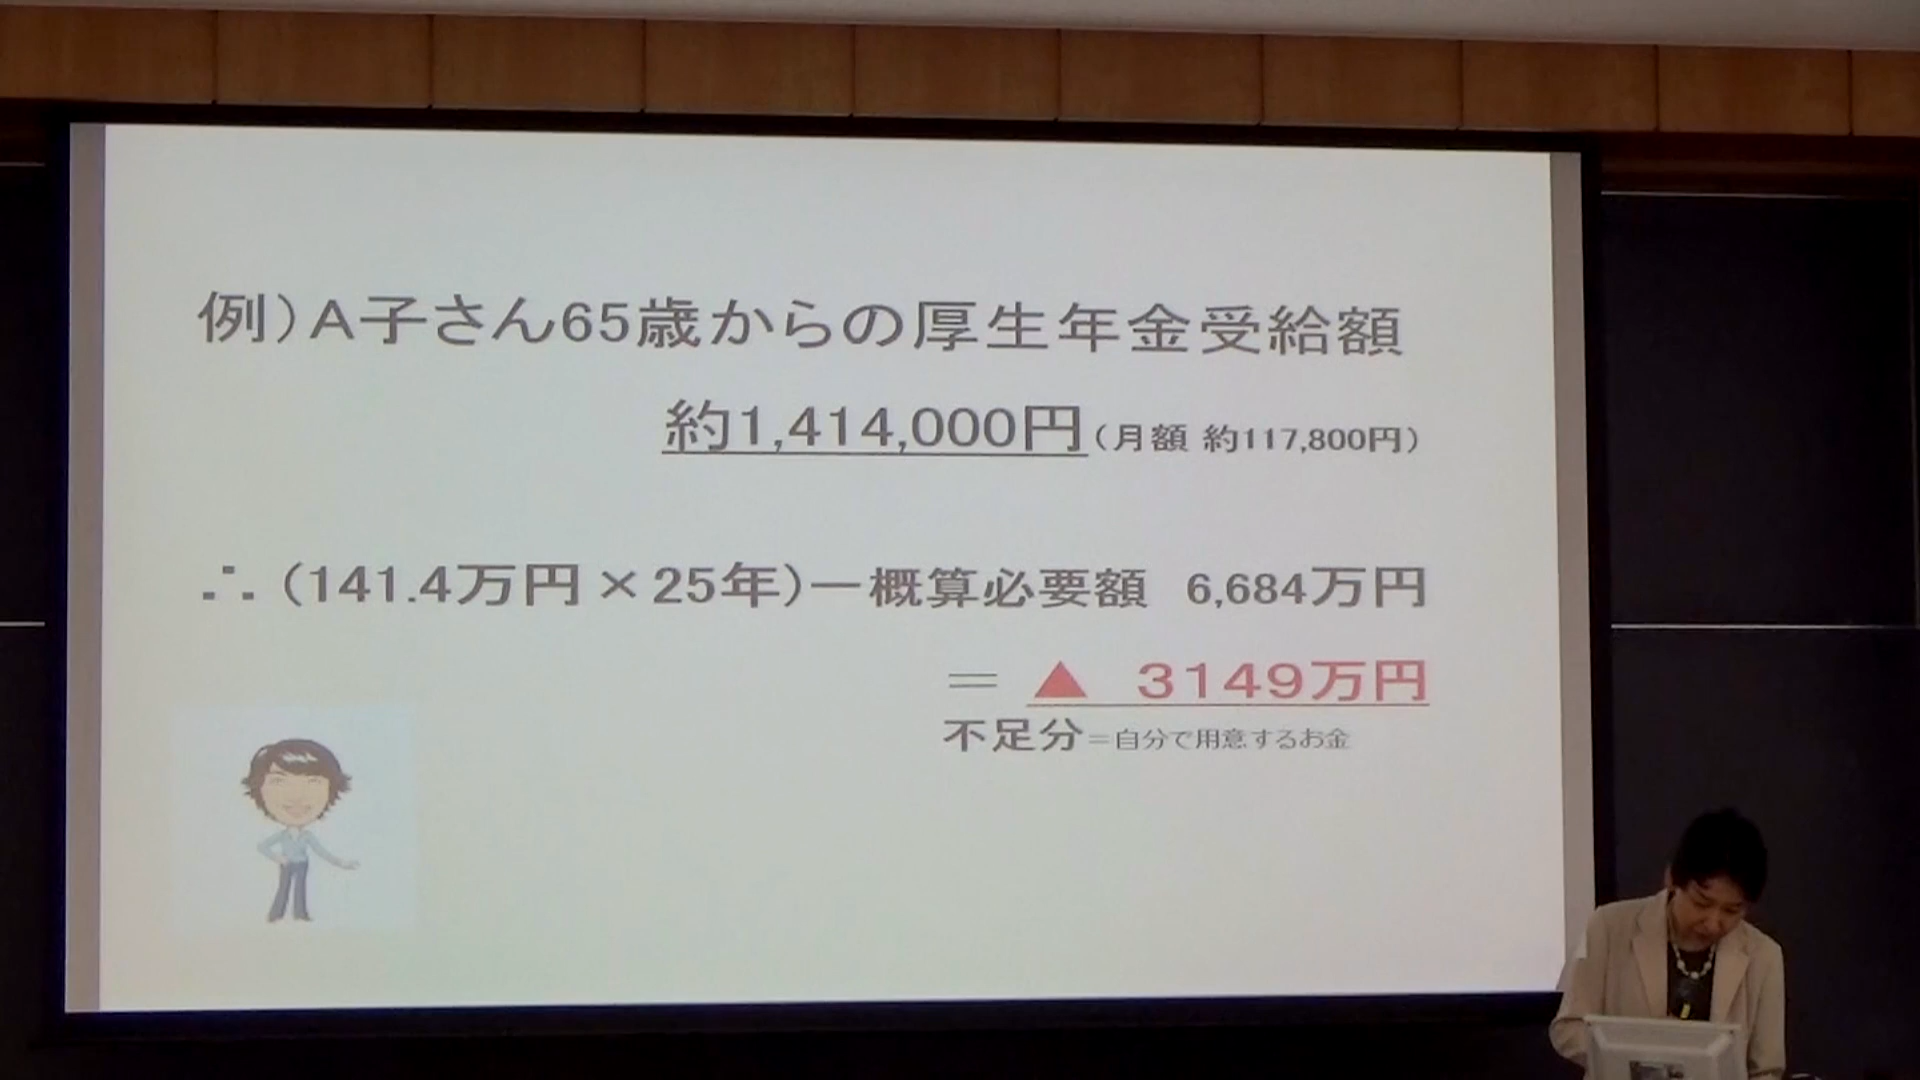 例）A子さん65歳からの厚生年金受給額
約1,414,000円（月額 約117,800円）
∴（141.4万円×25年）－概算必要額 6,684万円
＝ ▲ 3149万円
不足分＝自分で用意するお金